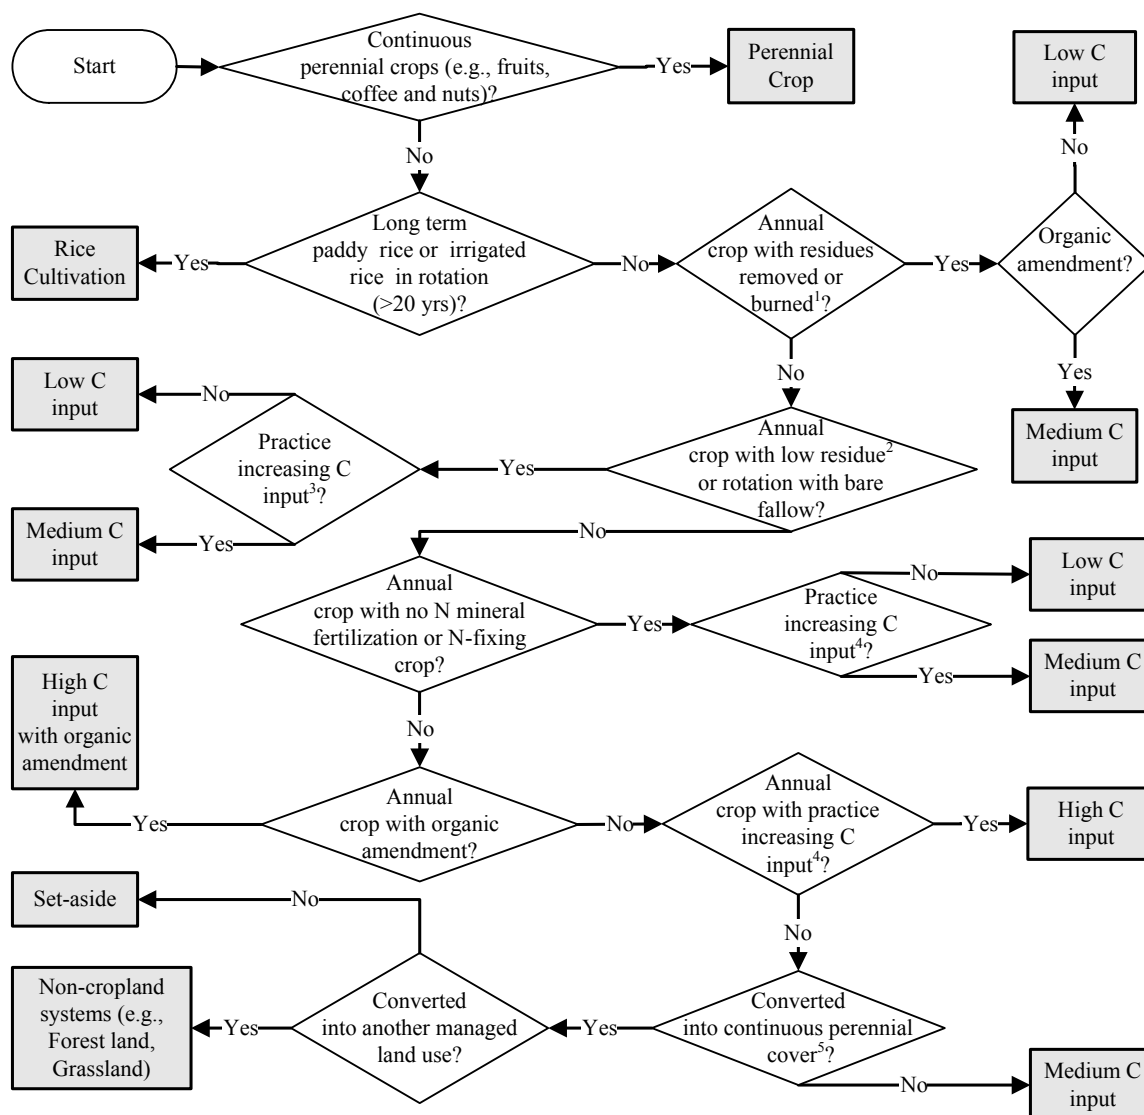 Start
Continuous
perennial crops (e.g., fruits,
coffee and nuts)?
Yes
Perennial
Crop
Low C
input
No
No
Long term
paddy rice or irrigated
rice in rotation
(>20 yrs)?
Yes
Rice
Cultivation
No
Annual
crop with residues
removed or
burned1?
Yes
Organic
amendment?
Yes
Medium C
input
No
Low C
input
No
Practice
increasing C
input3?
Yes
Annual
crop with low residue2
or rotation with bare
fallow?
Medium C
input
Yes
No
Annual
crop with no N mineral
fertilization or N-fixing
crop?
Yes
Practice
increasing C
input4?
No
Low C
input
Yes
Medium C
input
High C
input
with organic
amendment
No
Yes
Annual
crop with organic
amendment?
No
Annual
crop with practice
increasing C
input4?
Yes
High C
input
Set-aside
No
No
Non-cropland
systems (e.g.,
Forest land,
Grassland)
Yes
Converted
into another managed
land use?
Yes
Converted
into continuous perennial
cover5?
No
Medium C
input